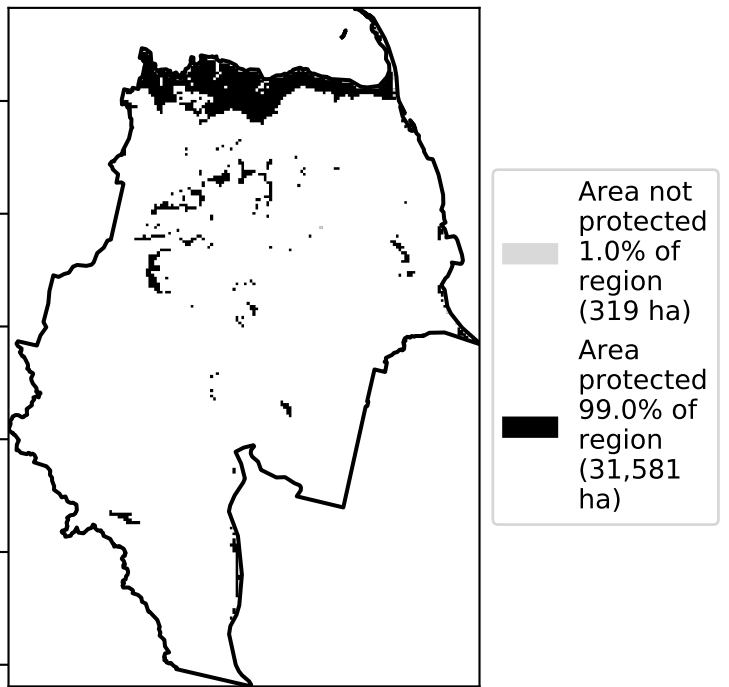 Area not
protected
1.0% of
region
(319 ha)
Area
protected
99.0% of
region
(31,581
ha)